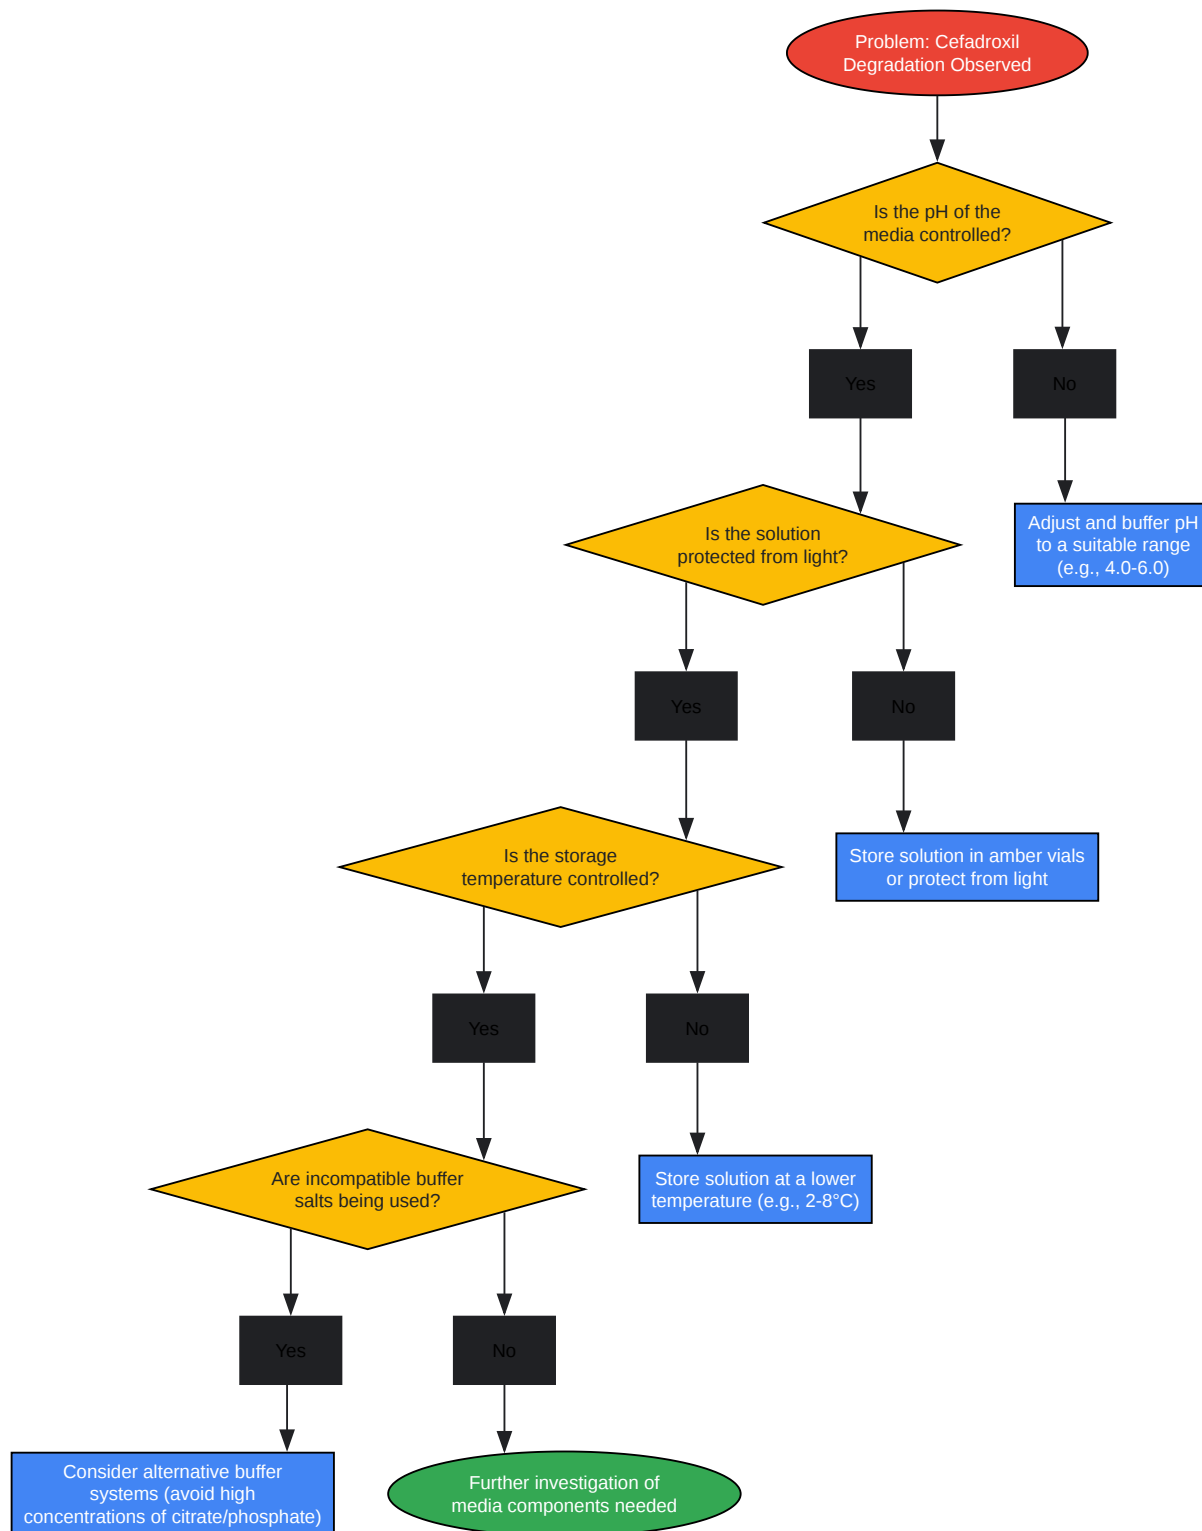 Problem: Cefadroxil
Degradation Observed
Is the pH of the
media controlled?
Yes
No
Is the solution
protected from light?
Adjust and buffer pH
to a suitable range
(e.g., 4.0-6.0)
Yes
No
Is the storage
temperature controlled?
Store solution in amber vials
or protect from light
Yes
No
Are incompatible buffer
salts being used?
Store solution at a lower
temperature (e.g., 2-8°C)
Yes
No
Consider alternative buffer
systems (avoid high
concentrations of citrate/phosphate)
Further investigation of
media components needed